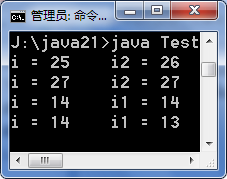 管理员: 命令...
J:\java21>java Test
i = 25    i2 = 26
i = 27    i2 = 27
i = 14    i1 = 14
i = 14    i1 = 13